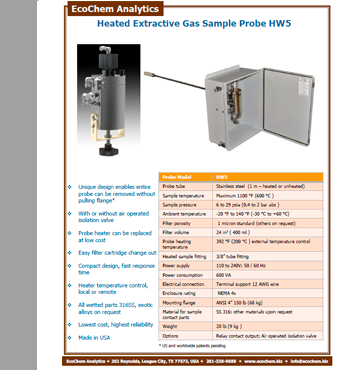 EcoChem Analytics
Heated Extractive Gas Sample Probe HW5
Unique design enables entire
probe can be removed without
pulling flange*
With or without air operated
isolation valve
Probe heater can be replaced
at low cost
Easy filter cartridge change out
Compact design, fast response
time
Heater temperature control,
local or remote
All wetted parts 316SS, exotic
alloys on request
Lowest cost, highest reliability
Made in USA
Probe Model HW5
Probe tube Stainless steel (1 m – heated or unheated)
Sample temperature Maximum 1100 °F (600 °C )
Sample pressure 6 to 29 psia (0.4 to 2 bar abs )
Ambient temperature -20 °F to 140 °F (-30 °C to +60 °C)
Filter porosity 1 micron standard (others on request)
Filter volume 24 in³ ( 400 ml )
Probe heating
temperature
392 °F (200 °C ) external temperature control
Heated sample fitting 3/8" tube fitting
Power supply 110 to 240V: 50 / 60 Hz
Power consumption 600 VA
Electrical connection Terminal support 12 AWG wire
Enclosure rating NEMA 4x
Mounting flange ANSI 4" 150 lb (68 kg)
Material for sample
contact parts
SS 316: other materials upon request
Weight 20 lb (9 kg )
Options Relay contact output; Air operated isolation valve
* US and worldwide patents pending
EcoChem Analytics • 202 Reynolds, League City, TX 77573, USA • 281-338-9888 • www.ecochem.biz • info@ecochem.biz